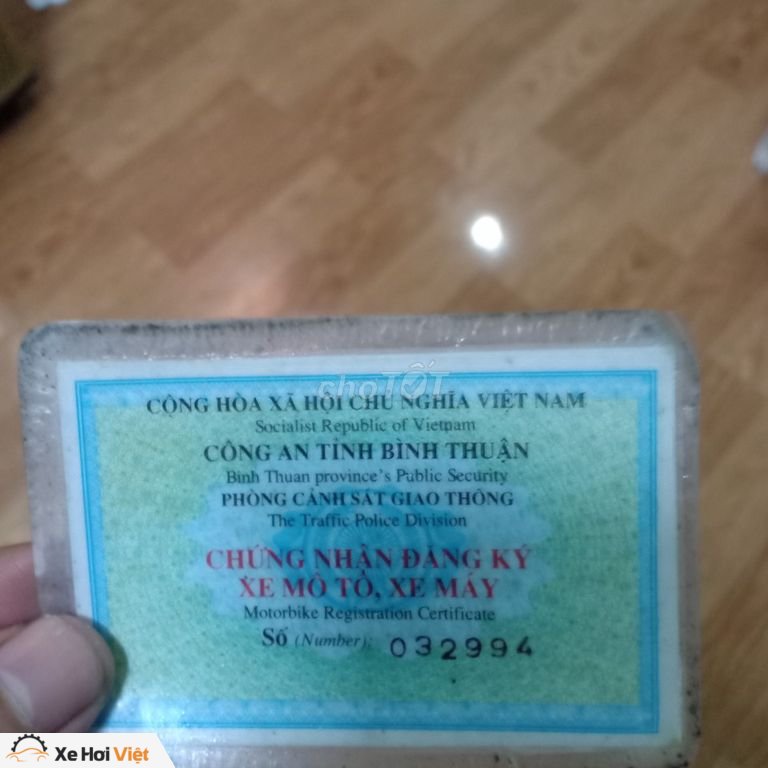 choTỐT
CỘNG HÒA XÃ HỘI CHỦ NGHĨA VIỆT NAM
Socialist Republic of Vietnam
CÔNG AN TỈNH BÌNH THUẬN
Binh Thuan province's Public Security
PHÒNG CẢNH SÁT GIAO THÔNG
The Traffic Police Division
CHỨNG NHẬN ĐĂNG KÝ
XE MÔ TÔ, XE MÁY
Motorbike Registration Certificate
Số (Number): 032994
Xe Hơi Việt